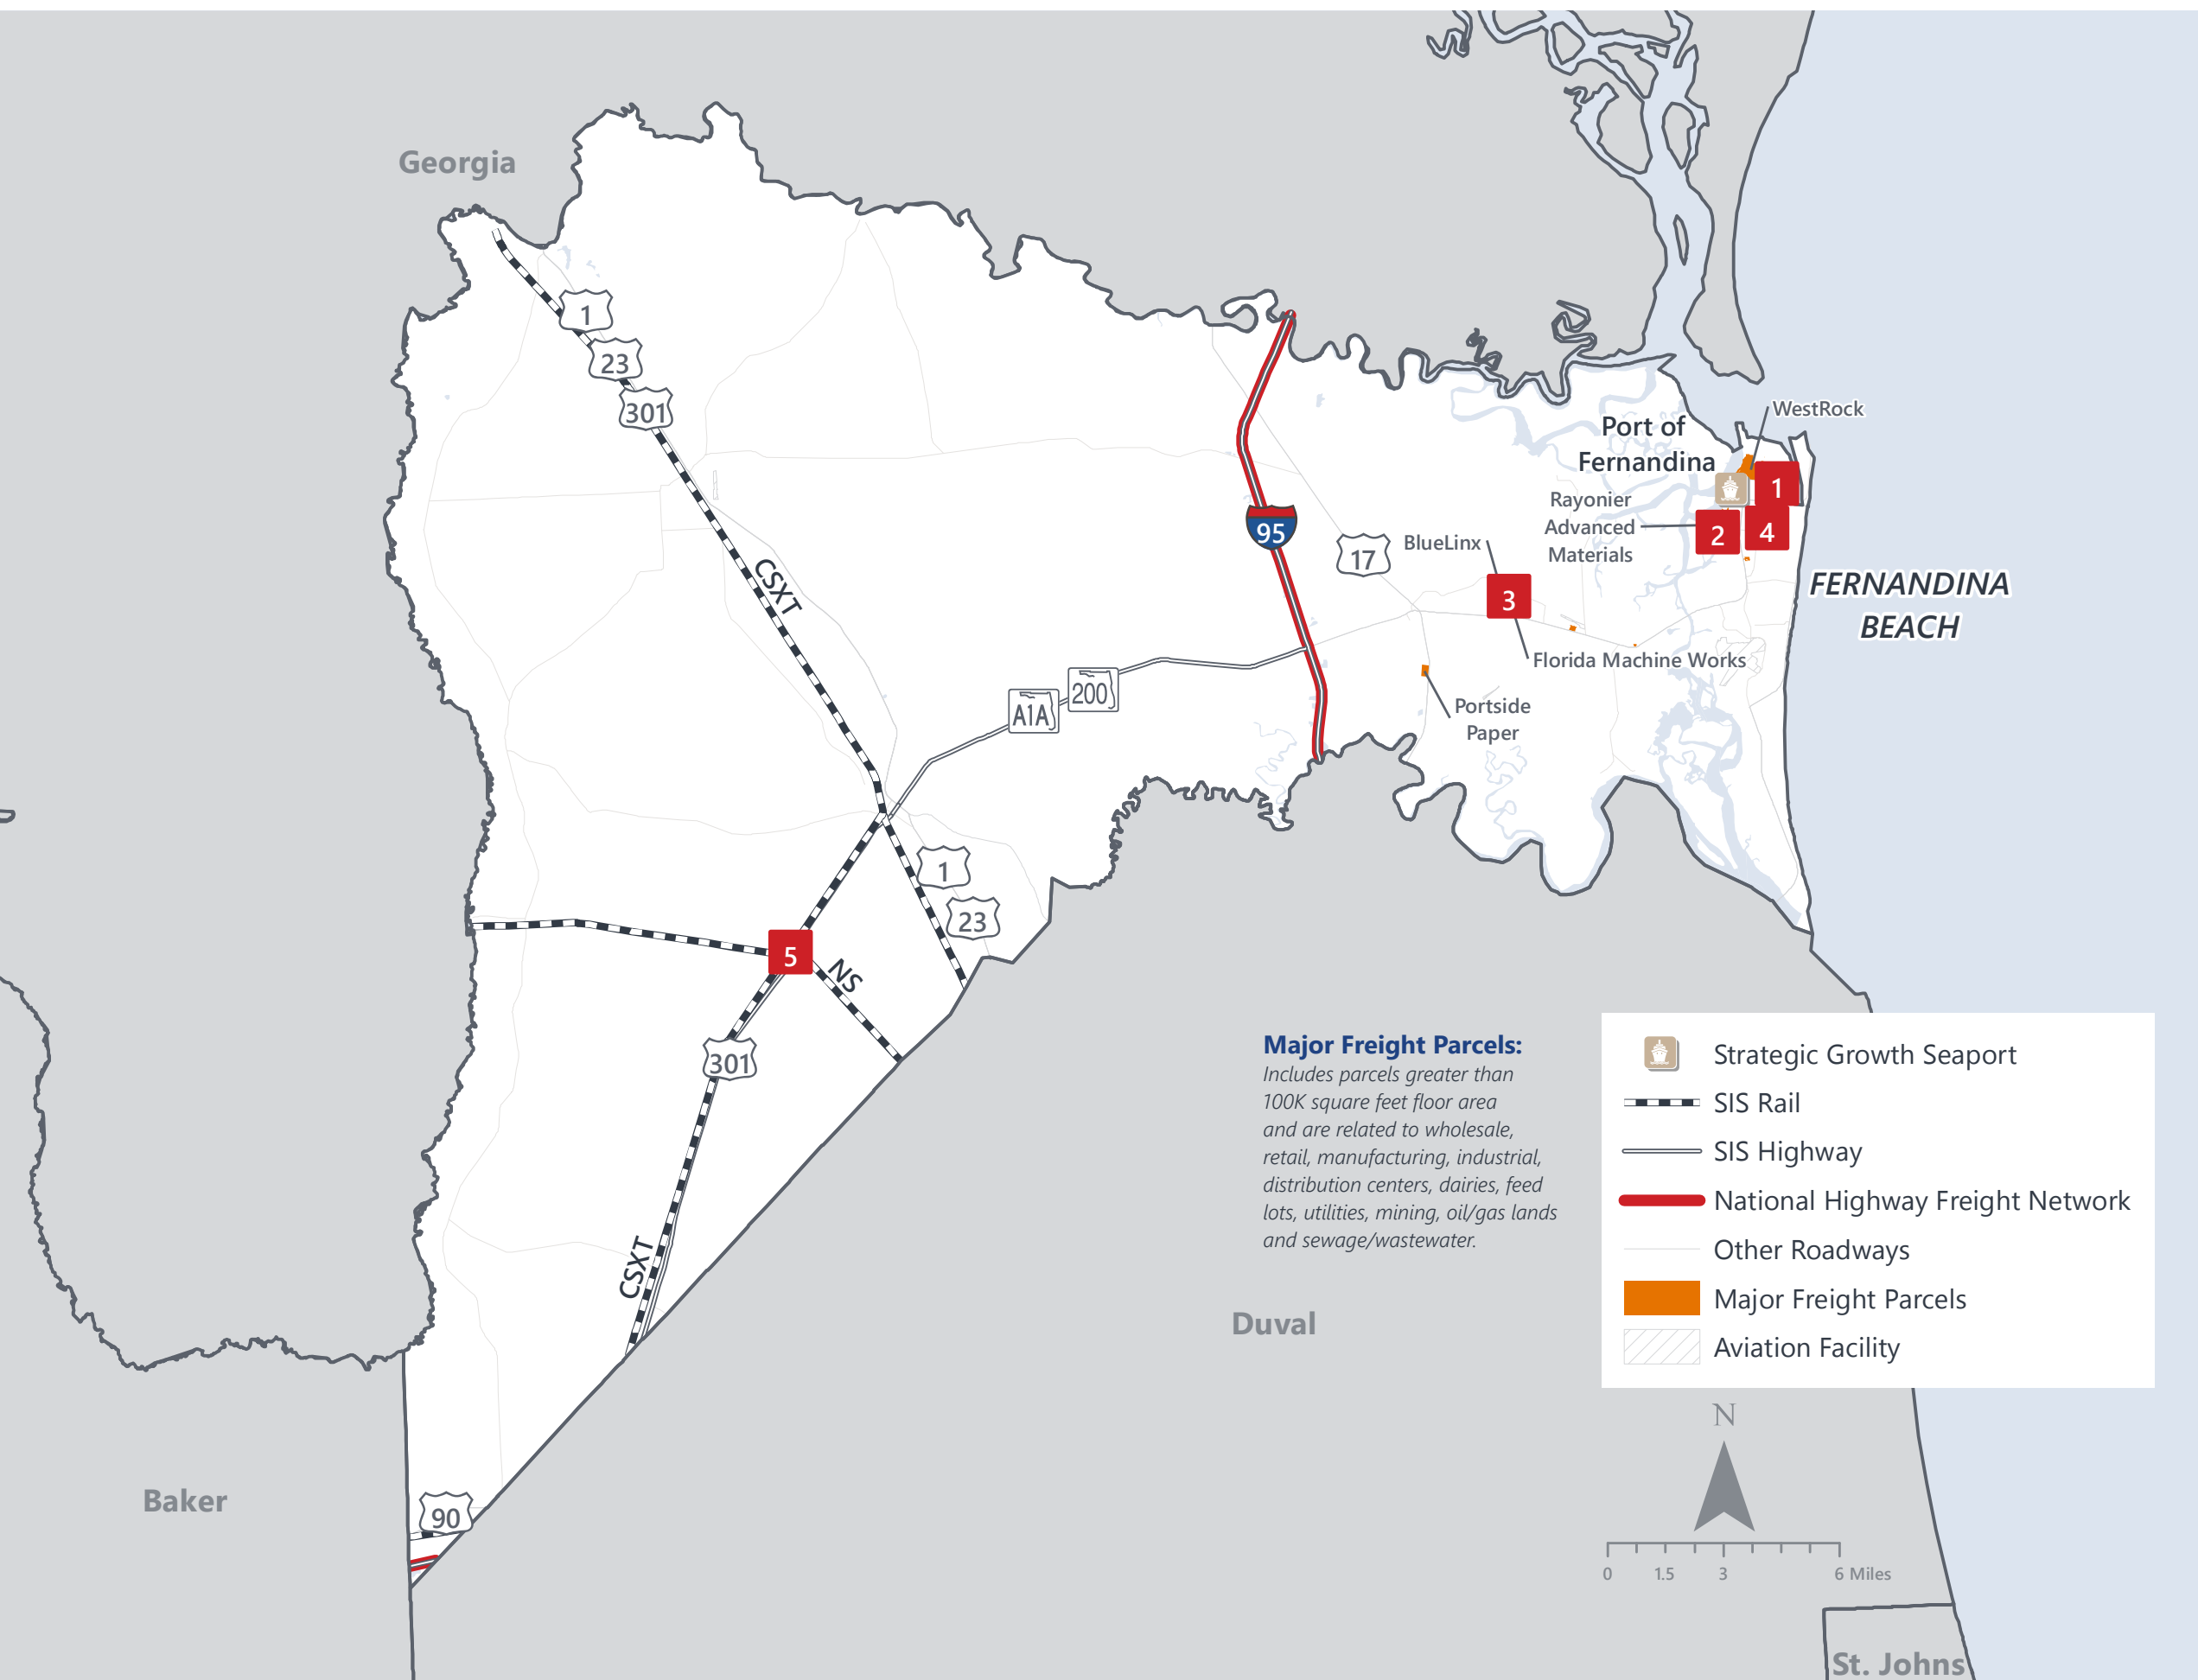 Georgia
1
23
301
CSXT
95
17
A1A
200
1
23
5
NS
301
CSXT
90
Baker
Duval
St. Johns
WestRock
Port of
Fernandina
1
Rayonier
Advanced
Materials
2
4
BlueLinx
3
FERNANDINA
BEACH
Florida Machine Works
Portside
Paper
Major Freight Parcels:
Includes parcels greater than
100K square feet floor area
and are related to wholesale,
retail, manufacturing, industrial,
distribution centers, dairies, feed
lots, utilities, mining, oil/gas lands
and sewage/wastewater.
Strategic Growth Seaport
SIS Rail
SIS Highway
National Highway Freight Network
Other Roadways
Major Freight Parcels
Aviation Facility
N
0 1.5 3 6 Miles